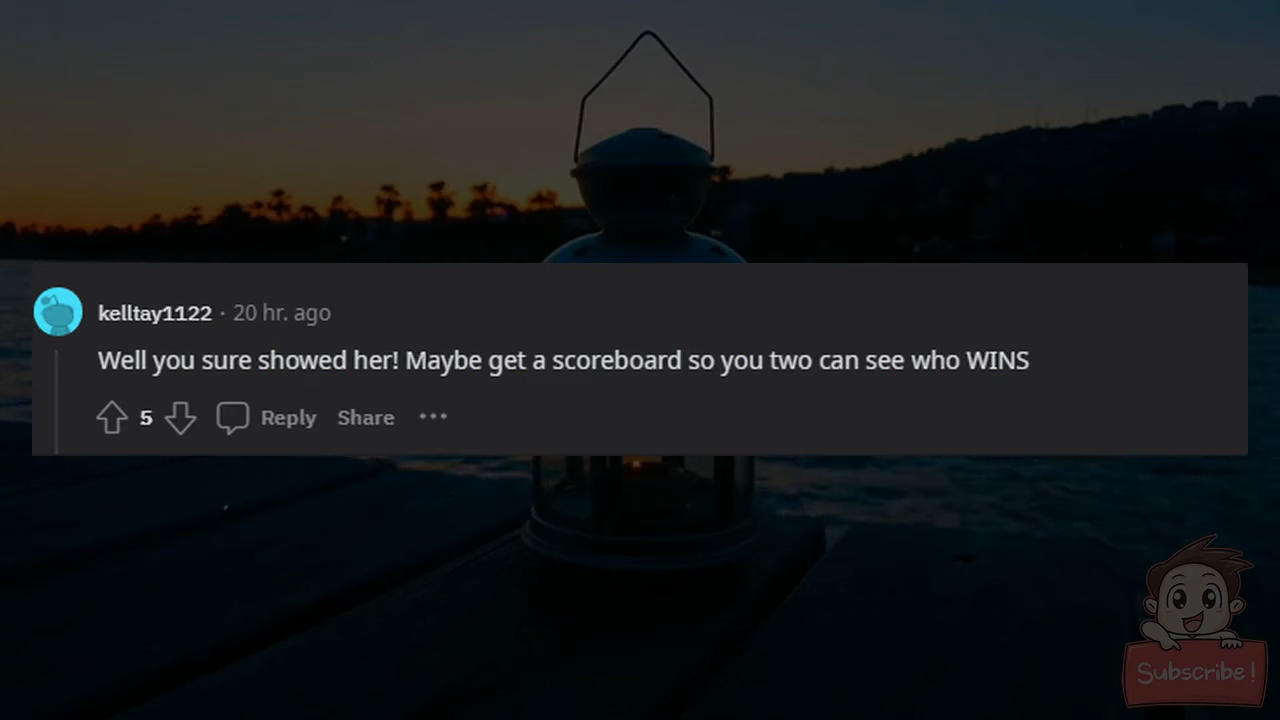 kelltay1122 · 20 hr. ago
Well you sure showed her! Maybe get a scoreboard so you two can see who WINS
5 Reply Share ···
Subscribe!